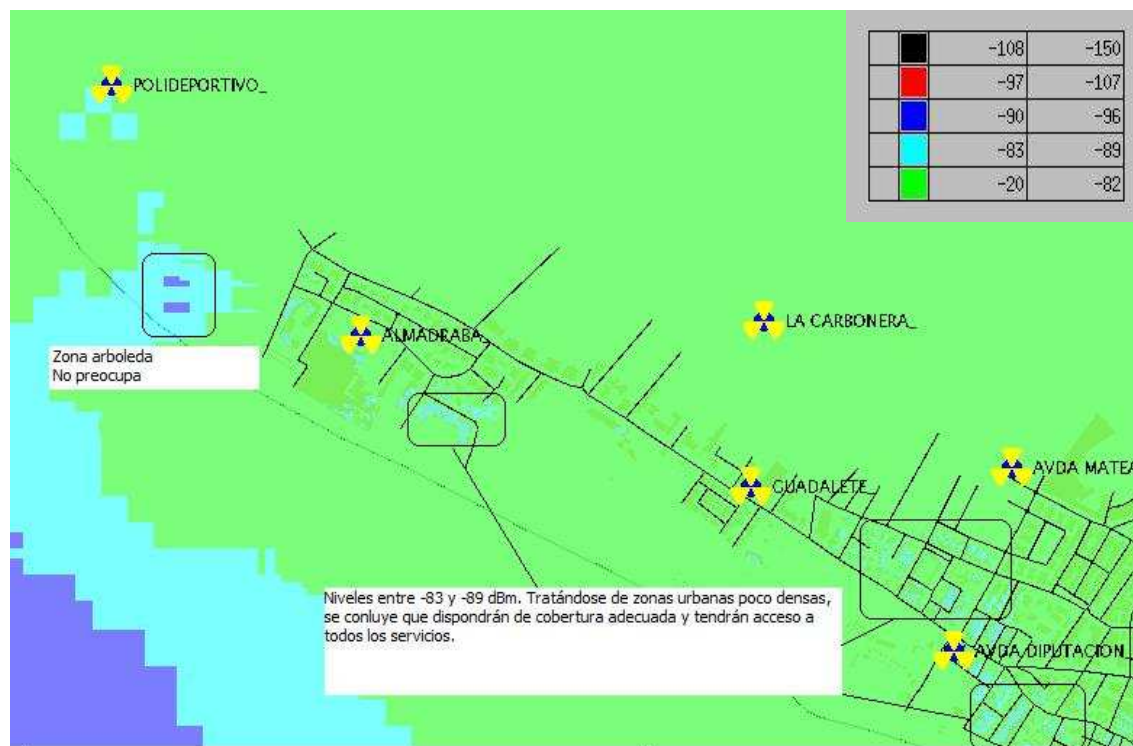 -108 -150
-97 -107
-90 -96
-83 -89
-20 -82
POLIDEPORTIVO_
ALMADRABA_
LA CARBONERA_
Zona arboleda
No preocupa
AVDA MATEA
GUADALETE_
Niveles entre -83 y -89 dBm. Tratándose de zonas urbanas poco densas,
se conluye que dispondrán de cobertura adecuada y tendrán acceso a
todos los servicios.
AVDA DIPUTACION_